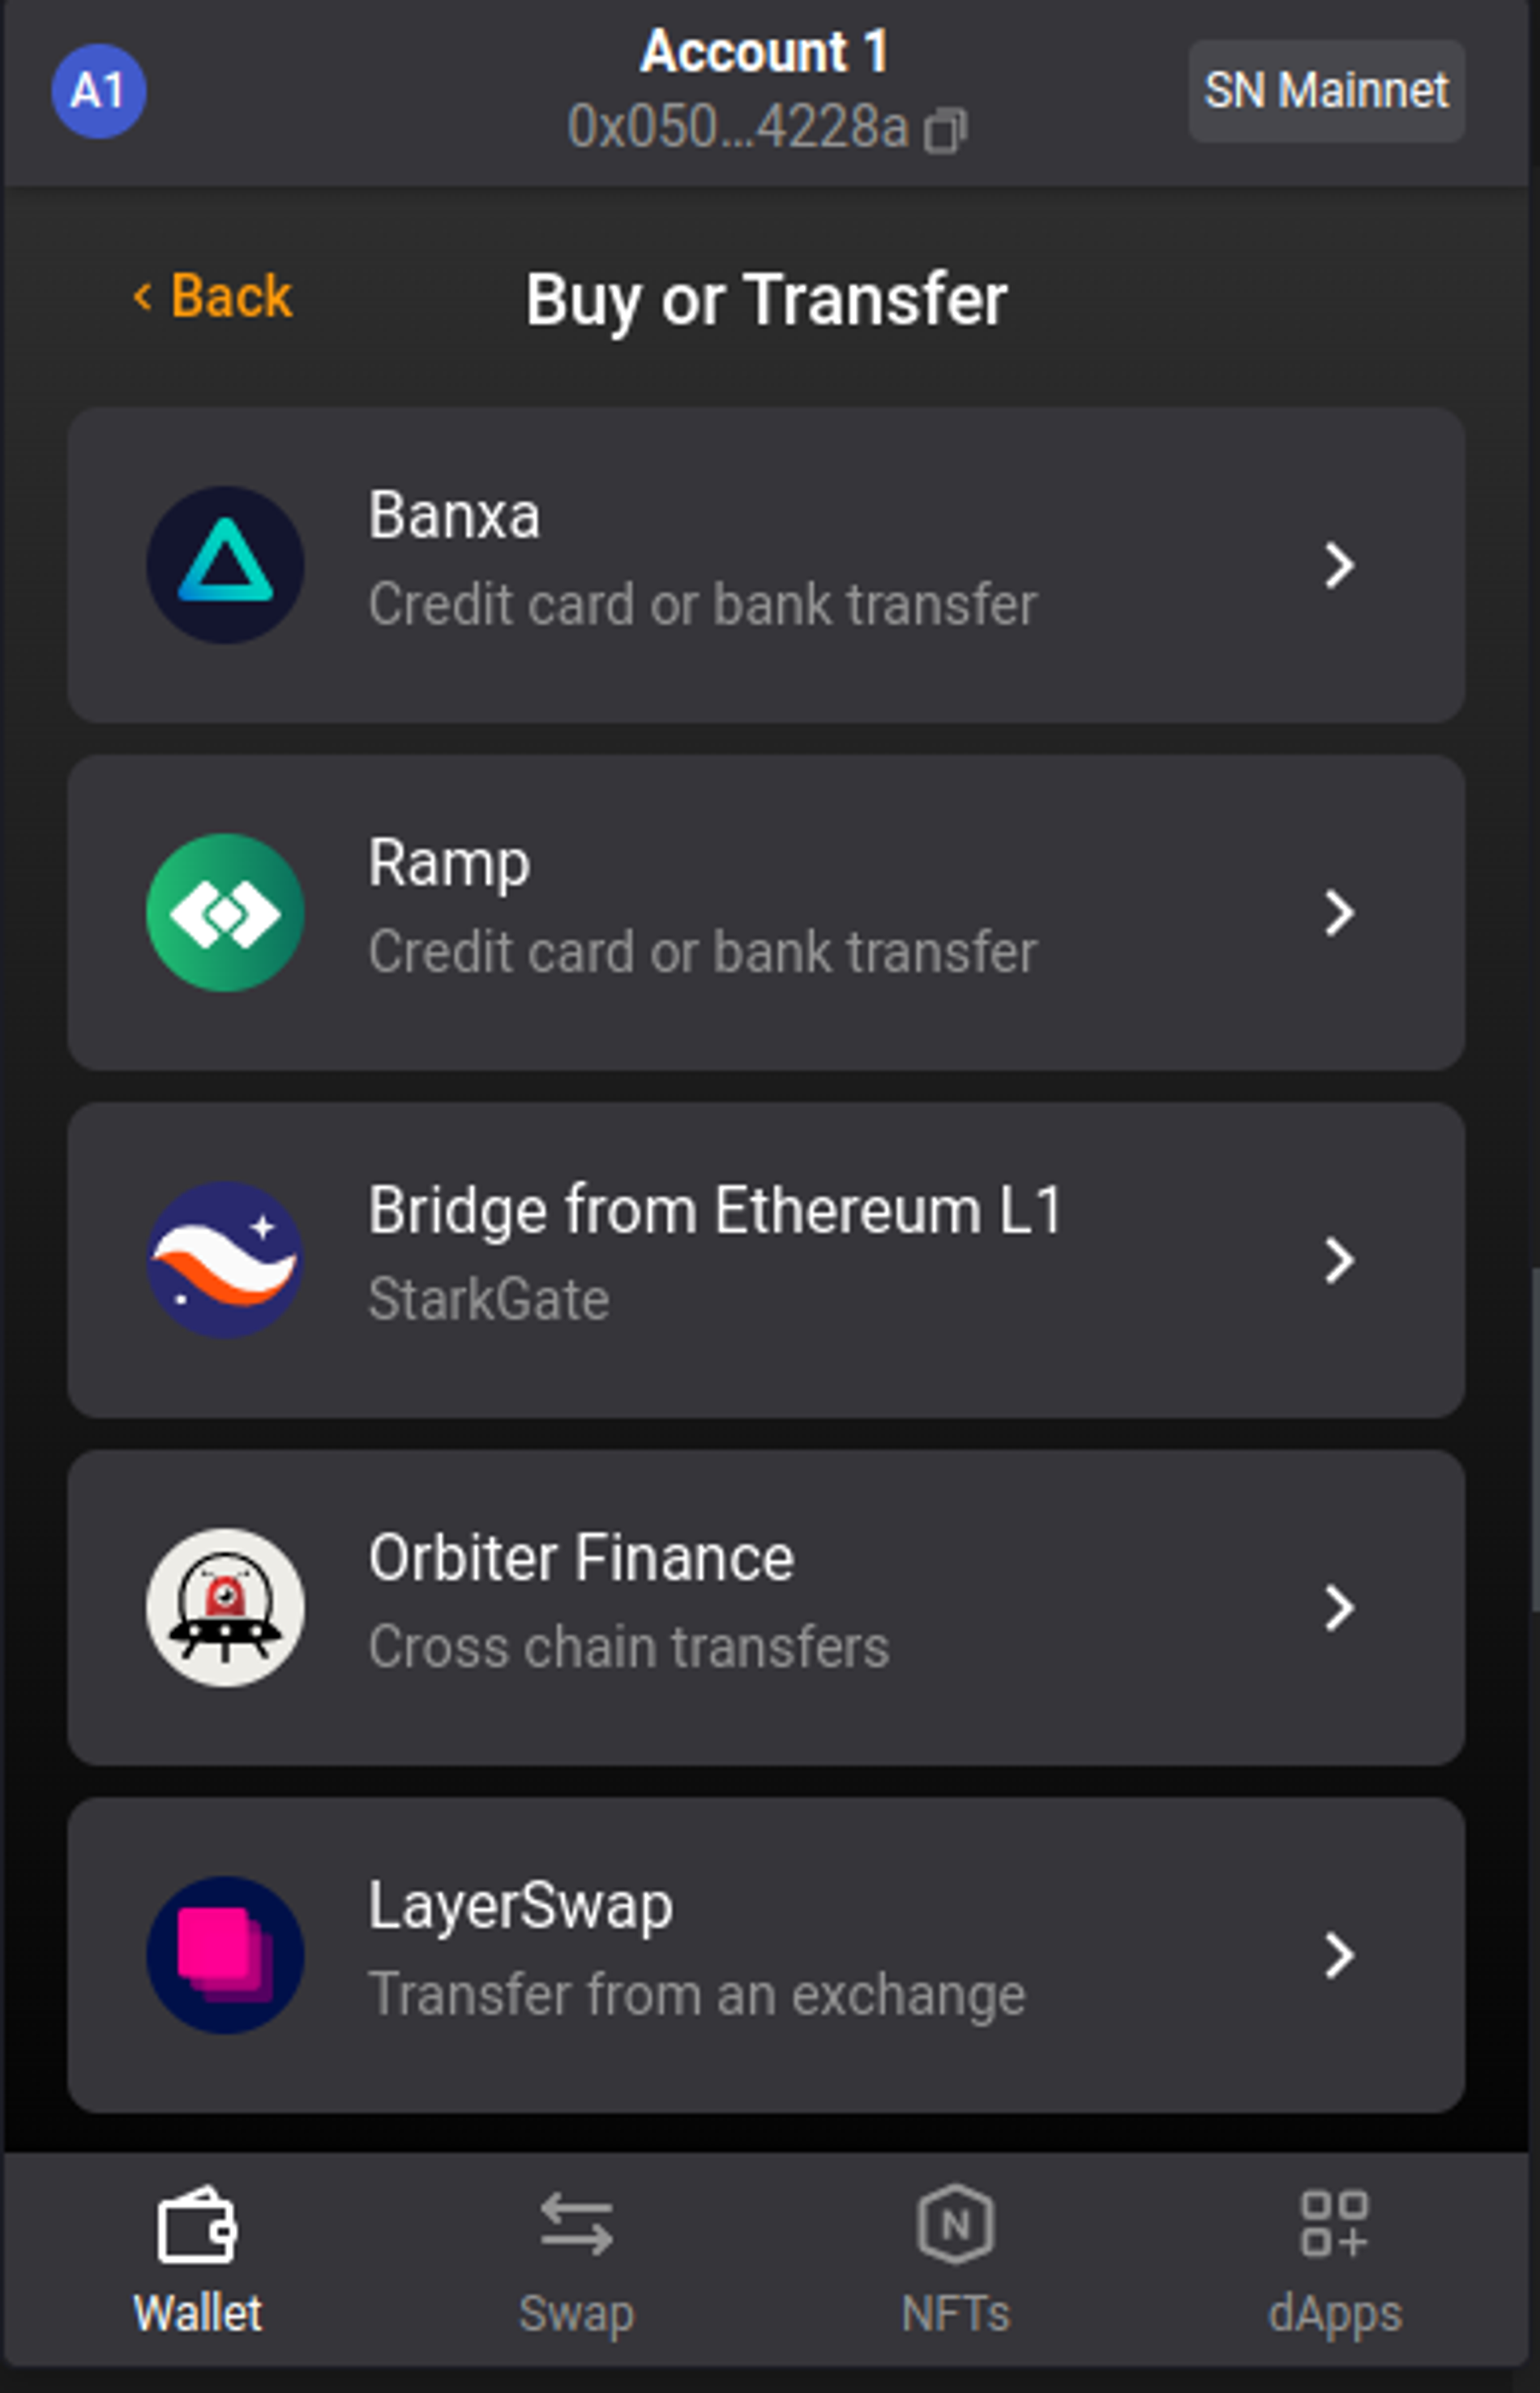 A1
Account 1
0x050...4228a
SN Mainnet
Back
Buy or Transfer
Banxa
Credit card or bank transfer
Ramp
Credit card or bank transfer
Bridge from Ethereum L1
StarkGate
Orbiter Finance
Cross chain transfers
LayerSwap
Transfer from an exchange
N
Wallet
Swap
NFTs
dApps